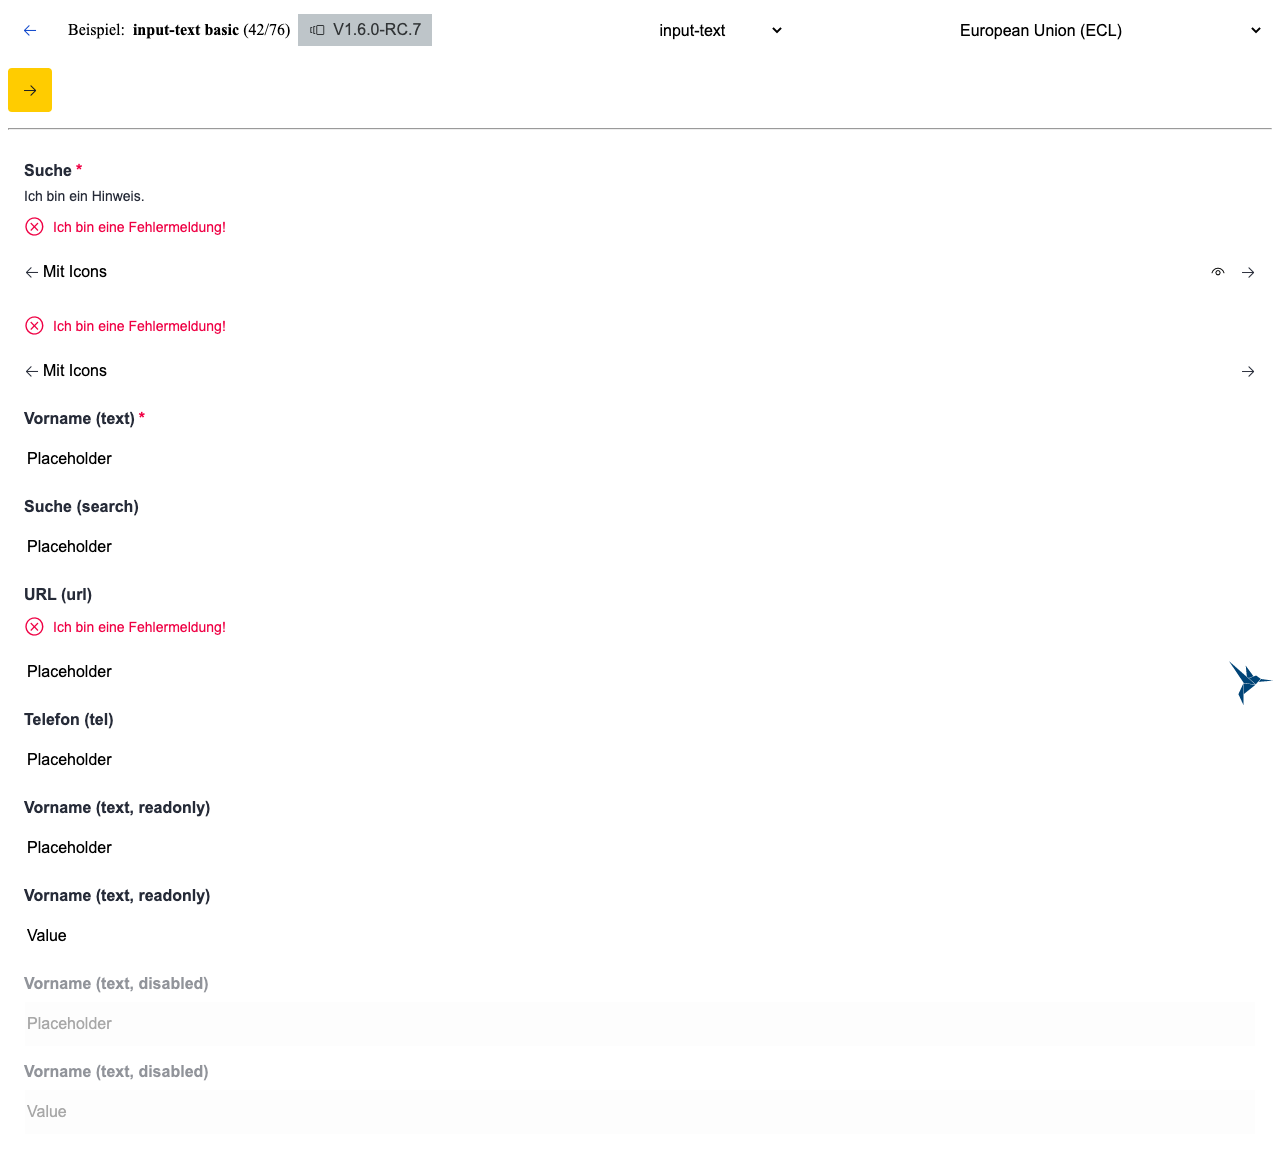 Beispiel: input-text basic (42/76) V1.6.0-RC.7 input-text European Union (ECL)
Suche *
Ich bin ein Hinweis.
Ich bin eine Fehlermeldung!
Mit Icons
Ich bin eine Fehlermeldung!
Mit Icons
Vorname (text) *
Placeholder
Suche (search)
Placeholder
URL (url)
Ich bin eine Fehlermeldung!
Placeholder
Telefon (tel)
Placeholder
Vorname (text, readonly)
Placeholder
Vorname (text, readonly)
Value
Vorname (text, disabled)
Placeholder
Vorname (text, disabled)
Value